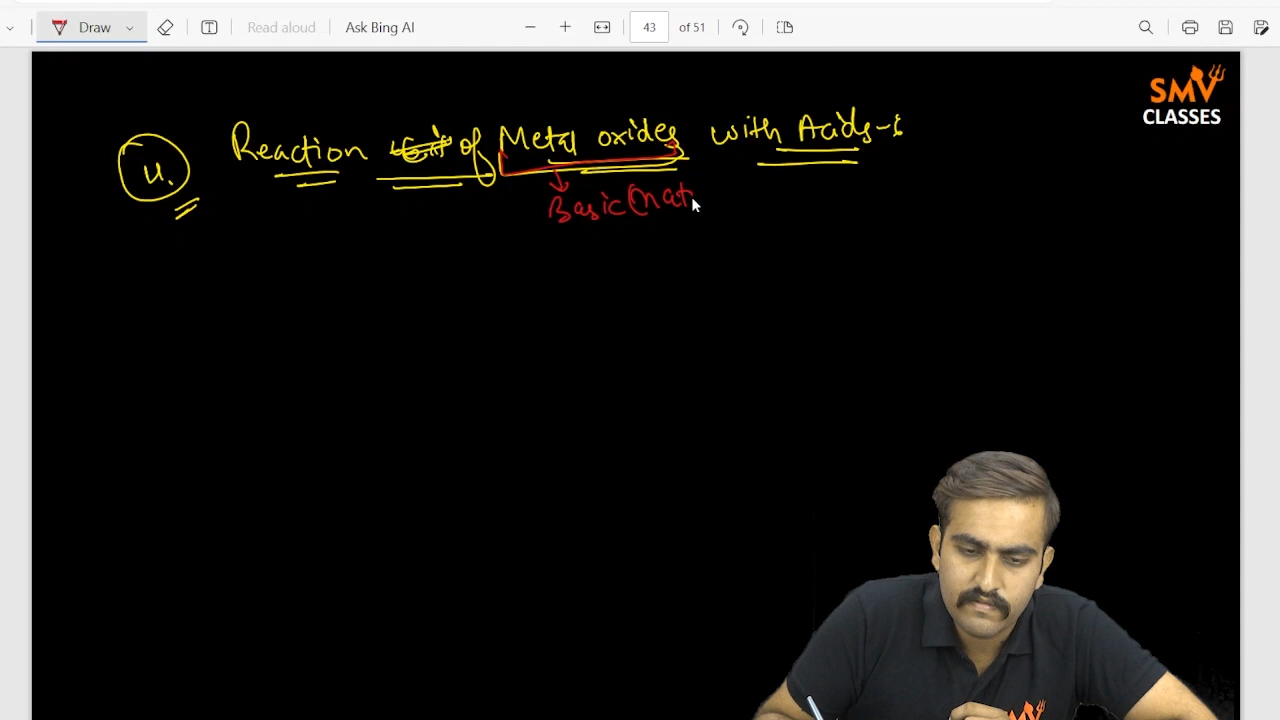 Draw
Read aloud
Ask Bing AI
43 of 51
SMV
CLASSES
4. Reaction of Metal oxides with Acids-:
Basic (nat